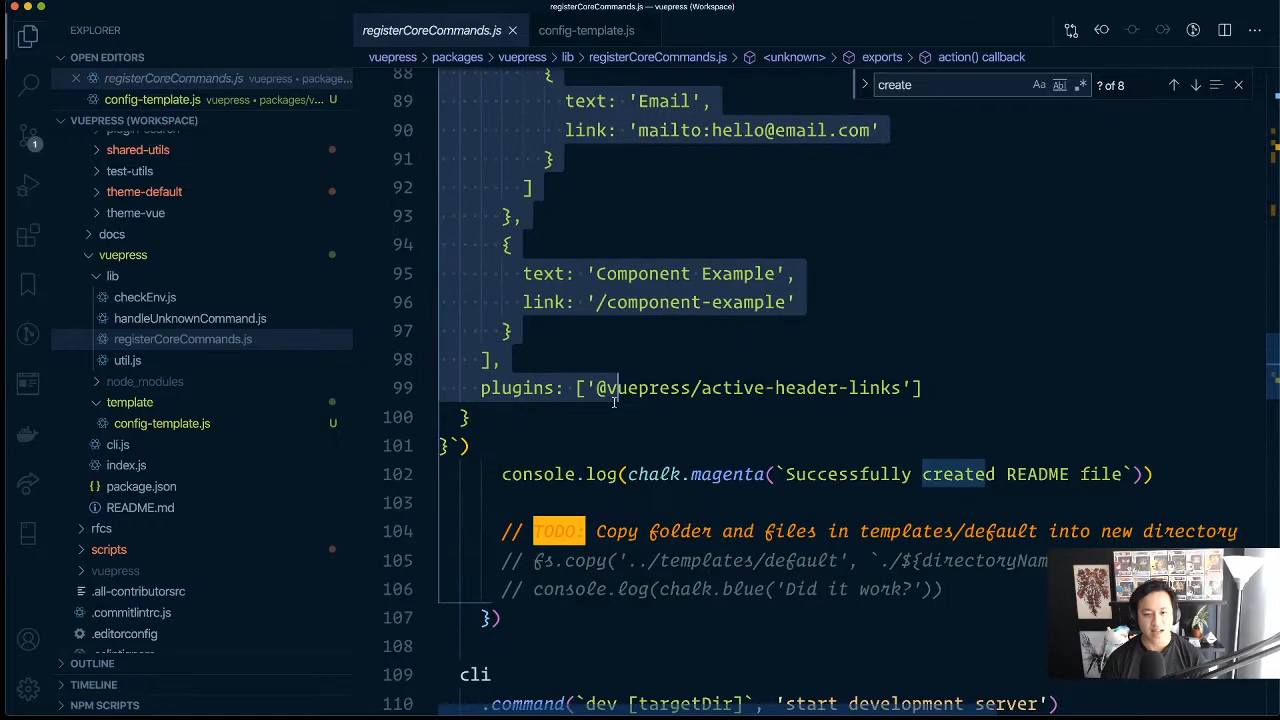 registerCoreCommands.js — vuepress (Workspace)
EXPLORER
registerCoreCommands.js
config-template.js
OPEN EDITORS
registerCoreCommands.js vuepress • package...
config-template.js vuepress • packages/v... U
VUEPRESS (WORKSPACE)
shared-utils
test-utils
theme-default
theme-vue
docs
vuepress
lib
checkEnv.js
handleUnknownCommand.js
registerCoreCommands.js
util.js
node_modules
template
config-template.js U
cli.js
index.js
package.json
README.md
rfcs
scripts
vuepress
.all-contributorsrc
.commitlintrc.js
.editorconfig
OUTLINE
TIMELINE
NPM SCRIPTS
1
vuepress > packages > vuepress > lib > registerCoreCommands.js > <unknown> > exports > action() callback
create Aa Abl .* ? of 8
88 {
89 text: 'Email',
90 link: 'mailto:hello@email.com'
91 }
92 ]
93 },
94 {
95 text: 'Component Example',
96 link: '/component-example'
97 }
98 ],
99 plugins: ['@vuepress/active-header-links']
100 }
101 }`)
102 console.log(chalk.magenta(`Successfully created README file`))
103
104 // TODO: Copy folder and files in templates/default into new directory
105 // fs.copy('../templates/default', `./${directoryNam
106 // console.log(chalk.blue('Did it work?'))
107 })
108
109 cli
110 .command(`dev [targetDir]`, 'start development server')